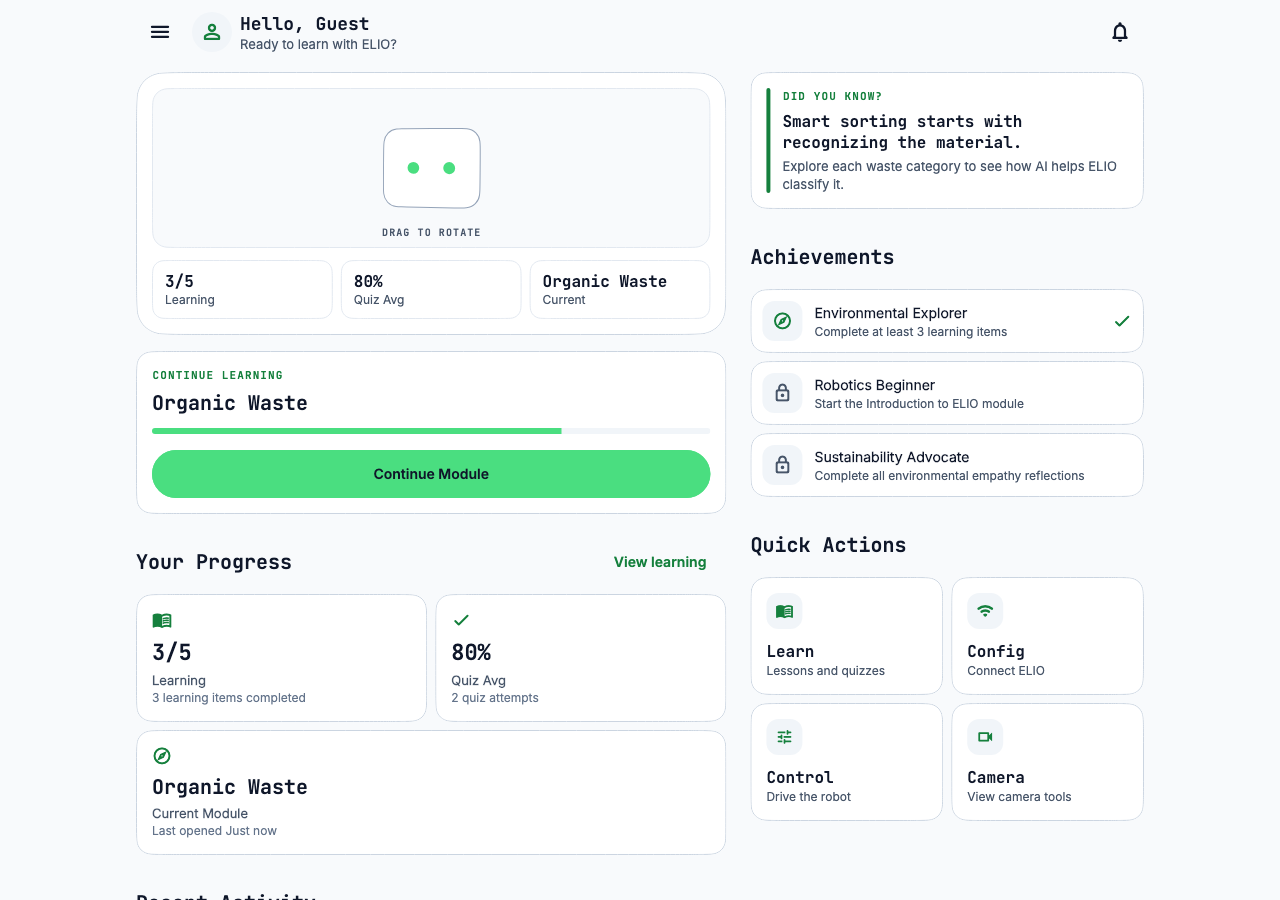 Hello, Guest
Ready to learn with ELIO?
DRAG TO ROTATE
3/5
Learning
80%
Quiz Avg
Organic Waste
Current
CONTINUE LEARNING
Organic Waste
Continue Module
Your Progress
View learning
3/5
Learning
3 learning items completed
80%
Quiz Avg
2 quiz attempts
Organic Waste
Current Module
Last opened Just now
Recent Activity
DID YOU KNOW?
Smart sorting starts with
recognizing the material.
Explore each waste category to see how AI helps ELIO
classify it.
Achievements
Environmental Explorer
Complete at least 3 learning items
Robotics Beginner
Start the Introduction to ELIO module
Sustainability Advocate
Complete all environmental empathy reflections
Quick Actions
Learn
Lessons and quizzes
Config
Connect ELIO
Control
Drive the robot
Camera
View camera tools